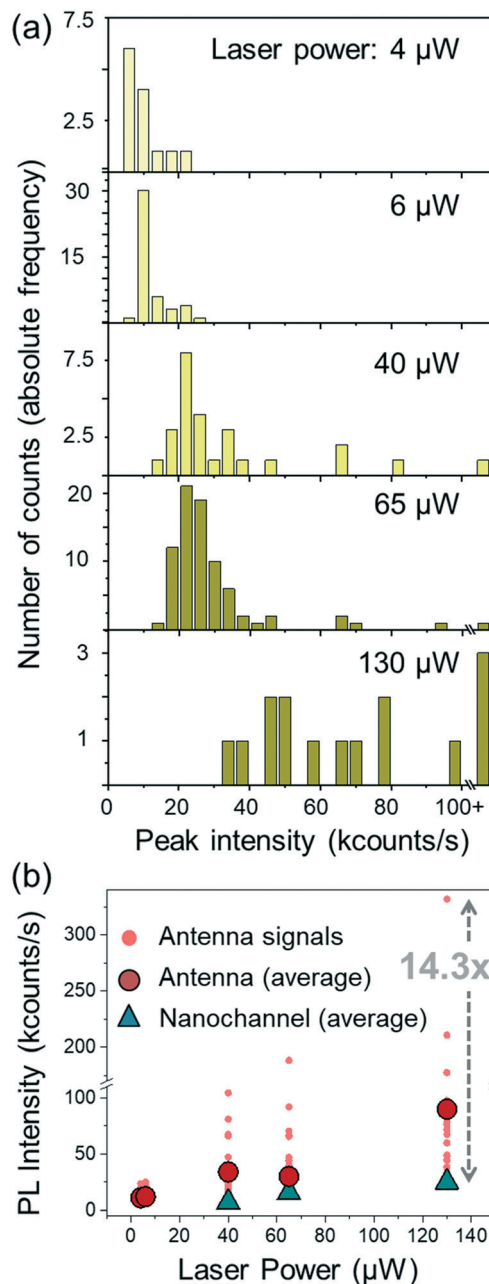 (a)
Laser power: 4 µW
7.5
2.5
6 µW
30
15
40 µW
7.5
2.5
65 µW
20
10
130 µW
3
1
Number of counts (absolute frequency)
0 20 40 60 80 100+
Peak intensity (kcounts/s)
(b)
Antenna signals
Antenna (average)
Nanochannel (average)
14.3x
300
250
200
100
50
0
PL Intensity (kcounts/s)
0 20 40 60 80 100 120 140
Laser Power (µW)